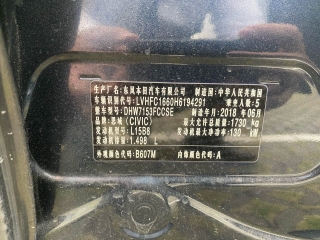 生产厂名：东风本田汽车有限公司 制造国：中华人民共和国
车辆识别代号：LVHFC1660H6194291 乘坐人数：5
整车型号：DHW7153FCCSE 制造年月：2018 年 06月
品牌：思域 (CIVIC) 最大允许总质量：1730 kg
发动机型号：L15B8 发动机最大净功率：130 kW
发动机排量：1.498 L
外观颜色代码：B607M 内饰颜色代码：A